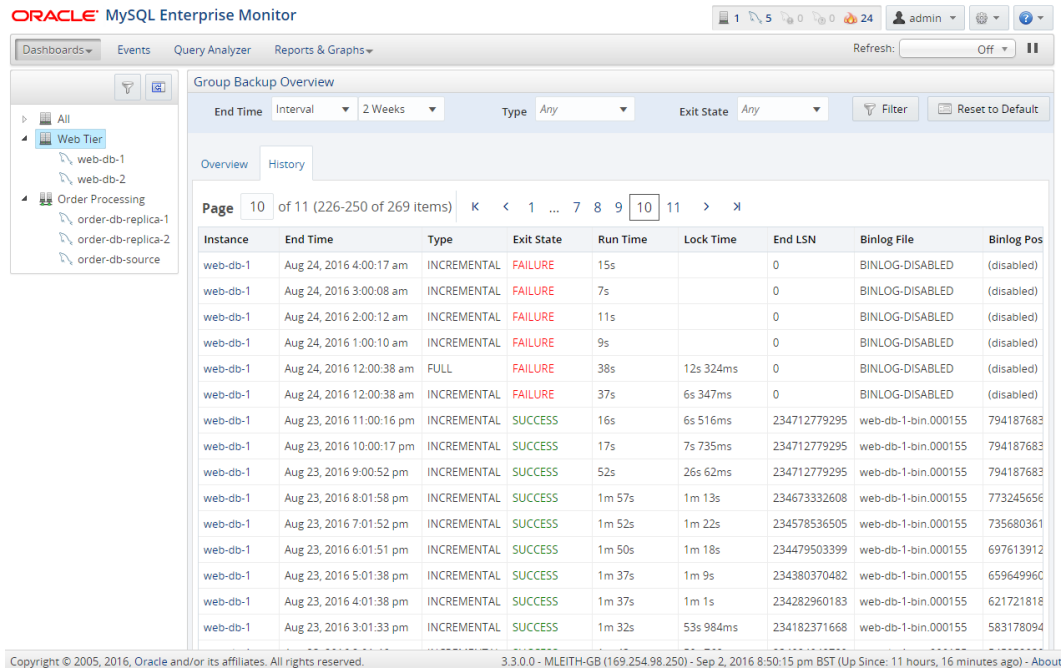 ORACLE MySQL Enterprise Monitor
1 5 0 0 24 admin
Dashboards Events Query Analyzer Reports & Graphs Refresh: Off
Group Backup Overview
End Time Interval 2 Weeks Type Any Exit State Any Filter Reset to Default
All
Web Tier
web-db-1
web-db-2
Order Processing
order-db-replica-1
order-db-replica-2
order-db-source
Overview History
Page 10 of 11 (226-250 of 269 items) 1 ... 7 8 9 10 11
Instance End Time Type Exit State Run Time Lock Time End LSN Binlog File Binlog Pos
web-db-1 Aug 24, 2016 4:00:17 am INCREMENTAL FAILURE 15s 0 BINLOG-DISABLED (disabled)
web-db-1 Aug 24, 2016 3:00:08 am INCREMENTAL FAILURE 7s 0 BINLOG-DISABLED (disabled)
web-db-1 Aug 24, 2016 2:00:12 am INCREMENTAL FAILURE 11s 0 BINLOG-DISABLED (disabled)
web-db-1 Aug 24, 2016 1:00:10 am INCREMENTAL FAILURE 9s 0 BINLOG-DISABLED (disabled)
web-db-1 Aug 24, 2016 12:00:38 am FULL FAILURE 38s 12s 324ms 0 BINLOG-DISABLED (disabled)
web-db-1 Aug 24, 2016 12:00:38 am INCREMENTAL FAILURE 37s 6s 347ms 0 BINLOG-DISABLED (disabled)
web-db-1 Aug 23, 2016 11:00:16 pm INCREMENTAL SUCCESS 16s 6s 516ms 234712779295 web-db-1-bin.000155 794187683
web-db-1 Aug 23, 2016 10:00:17 pm INCREMENTAL SUCCESS 17s 7s 735ms 234712779295 web-db-1-bin.000155 794187683
web-db-1 Aug 23, 2016 9:00:52 pm INCREMENTAL SUCCESS 52s 26s 62ms 234712779295 web-db-1-bin.000155 794187683
web-db-1 Aug 23, 2016 8:01:58 pm INCREMENTAL SUCCESS 1m 57s 1m 13s 234673332608 web-db-1-bin.000155 773245656
web-db-1 Aug 23, 2016 7:01:52 pm INCREMENTAL SUCCESS 1m 52s 1m 22s 234578536505 web-db-1-bin.000155 735680361
web-db-1 Aug 23, 2016 6:01:51 pm INCREMENTAL SUCCESS 1m 50s 1m 18s 234479503399 web-db-1-bin.000155 697613912
web-db-1 Aug 23, 2016 5:01:38 pm INCREMENTAL SUCCESS 1m 37s 1m 9s 234380370482 web-db-1-bin.000155 659649960
web-db-1 Aug 23, 2016 4:01:38 pm INCREMENTAL SUCCESS 1m 37s 1m 1s 234282960183 web-db-1-bin.000155 621721818
web-db-1 Aug 23, 2016 3:01:33 pm INCREMENTAL SUCCESS 1m 32s 53s 984ms 234182371668 web-db-1-bin.000155 583178094
Copyright © 2005, 2016, Oracle and/or its affiliates. All rights reserved. 3.3.0.0 - MLEITH-GB (169.254.98.250) - Sep 2, 2016 8:50:15 pm BST (Up Since: 11 hours, 16 minutes ago) - About